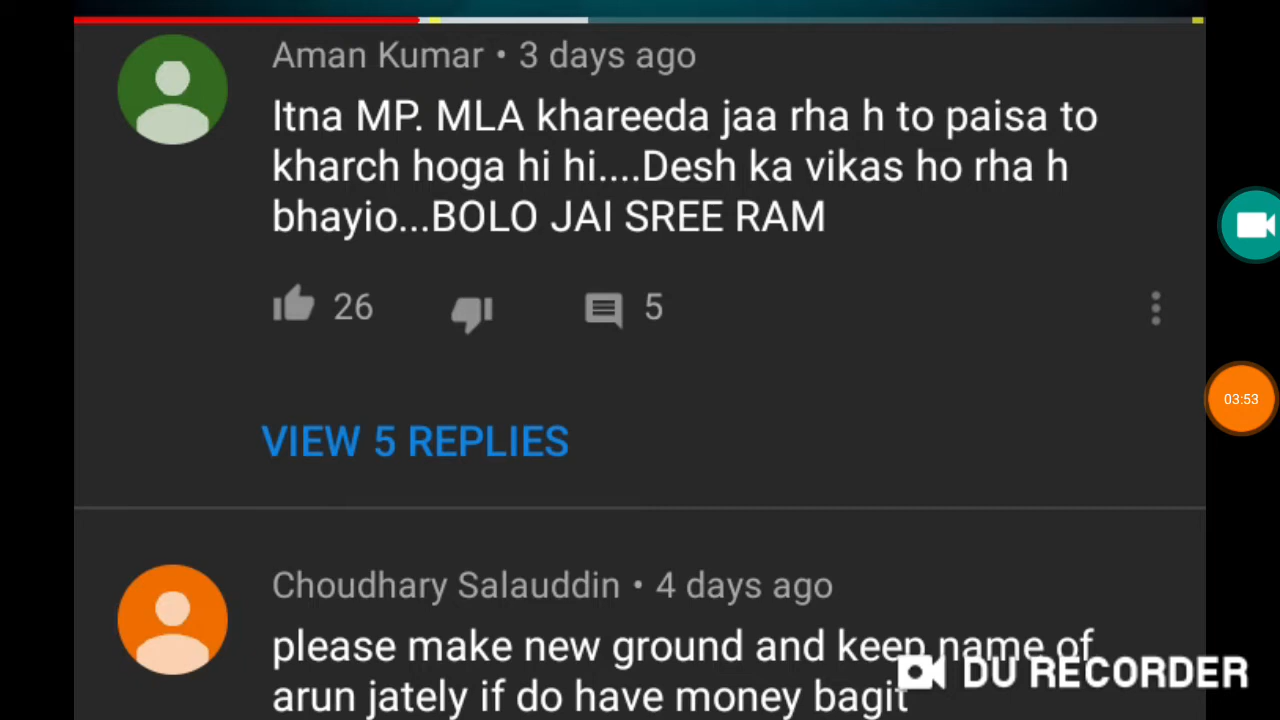 Aman Kumar • 3 days ago
Itna MP. MLA khareeda jaa rha h to paisa to
kharch hoga hi hi....Desh ka vikas ho rha h
bhayio...BOLO JAI SREE RAM
26 5
03:53
VIEW 5 REPLIES
Choudhary Salauddin • 4 days ago
please make new ground and keep name of
arun jately if do have money bagit
DU RECORDER